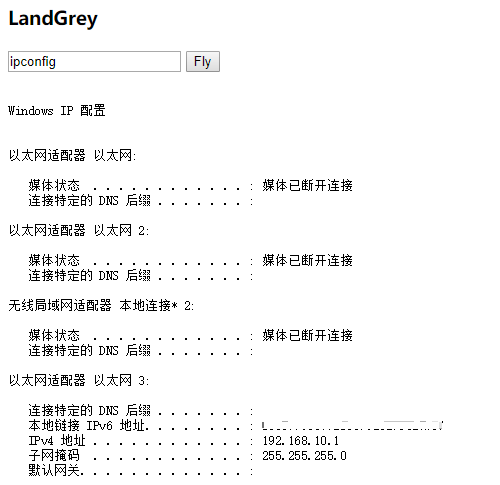 LandGrey
ipconfig Fly
Windows IP 配置
以太网适配器 以太网:
媒体状态 . . . . . . . . . . . . : 媒体已断开连接
连接特定的 DNS 后缀 . . . . . . . :
以太网适配器 以太网 2:
媒体状态 . . . . . . . . . . . . : 媒体已断开连接
连接特定的 DNS 后缀 . . . . . . . :
无线局域网适配器 本地连接* 2:
媒体状态 . . . . . . . . . . . . : 媒体已断开连接
连接特定的 DNS 后缀 . . . . . . . :
以太网适配器 以太网 3:
连接特定的 DNS 后缀 . . . . . . . :
本地链接 IPv6 地址. . . . . . . . :
IPv4 地址 . . . . . . . . . . . . : 192.168.10.1
子网掩码 . . . . . . . . . . . . : 255.255.255.0
默认网关. . . . . . . . . . . . . :